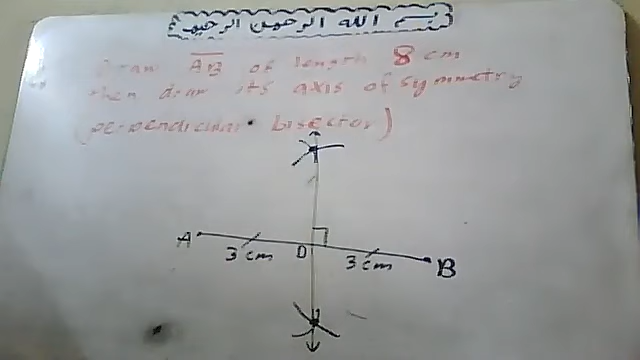 بسم الله الرحمن الرحيم
Draw AB of length 8 cm
then draw its axis of symmetry
(perpendicular bisector)
A 3 cm D 3 cm B